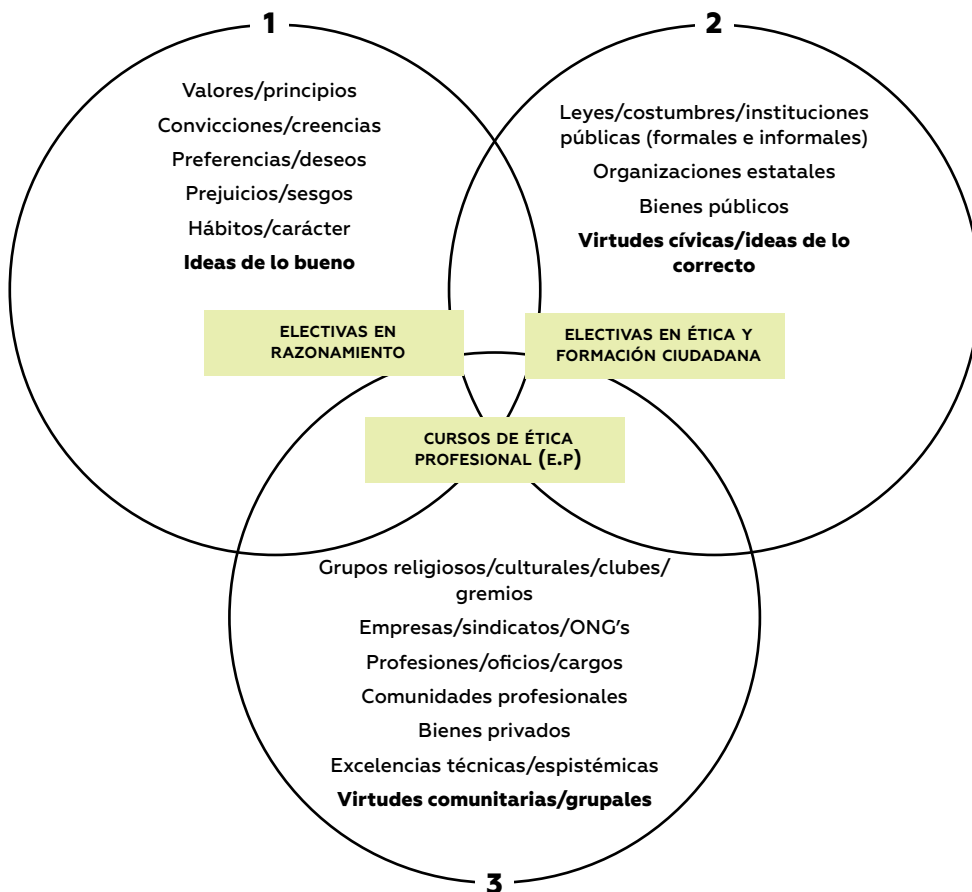 1
Valores/principios
Convicciones/creencias
Preferencias/deseos
Prejuicios/sesgos
Hábitos/carácter
Ideas de lo bueno
2
Leyes/costumbres/instituciones
públicas (formales e informales)
Organizaciones estatales
Bienes públicos
Virtudes cívicas/ideas de lo
correcto
ELECTIVAS EN
RAZONAMIENTO
ELECTIVAS EN ÉTICA Y
FORMACIÓN CIUDADANA
CURSOS DE ÉTICA
PROFESIONAL (E.P)
Grupos religiosos/culturales/clubes/
gremios
Empresas/sindicatos/ONG's
Profesiones/oficios/cargos
Comunidades profesionales
Bienes privados
Excelencias técnicas/espistémicas
Virtudes comunitarias/grupales
3